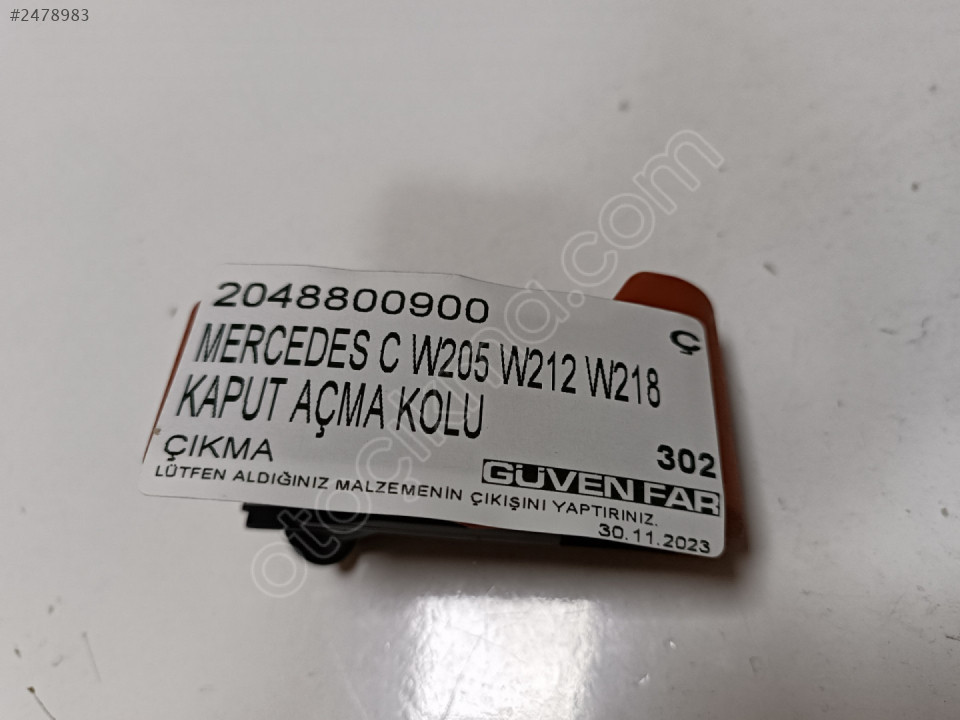 #2478983
2048800900
Ç
MERCEDES C W205 W212 W218
KAPUT AÇMA KOLU
302
ÇIKMA
GÜVEN FAR
LÜTFEN ALDIĞINIZ MALZEMENİN ÇIKIŞINI YAPTIRINIZ.
30.11.2023
otocikma.com